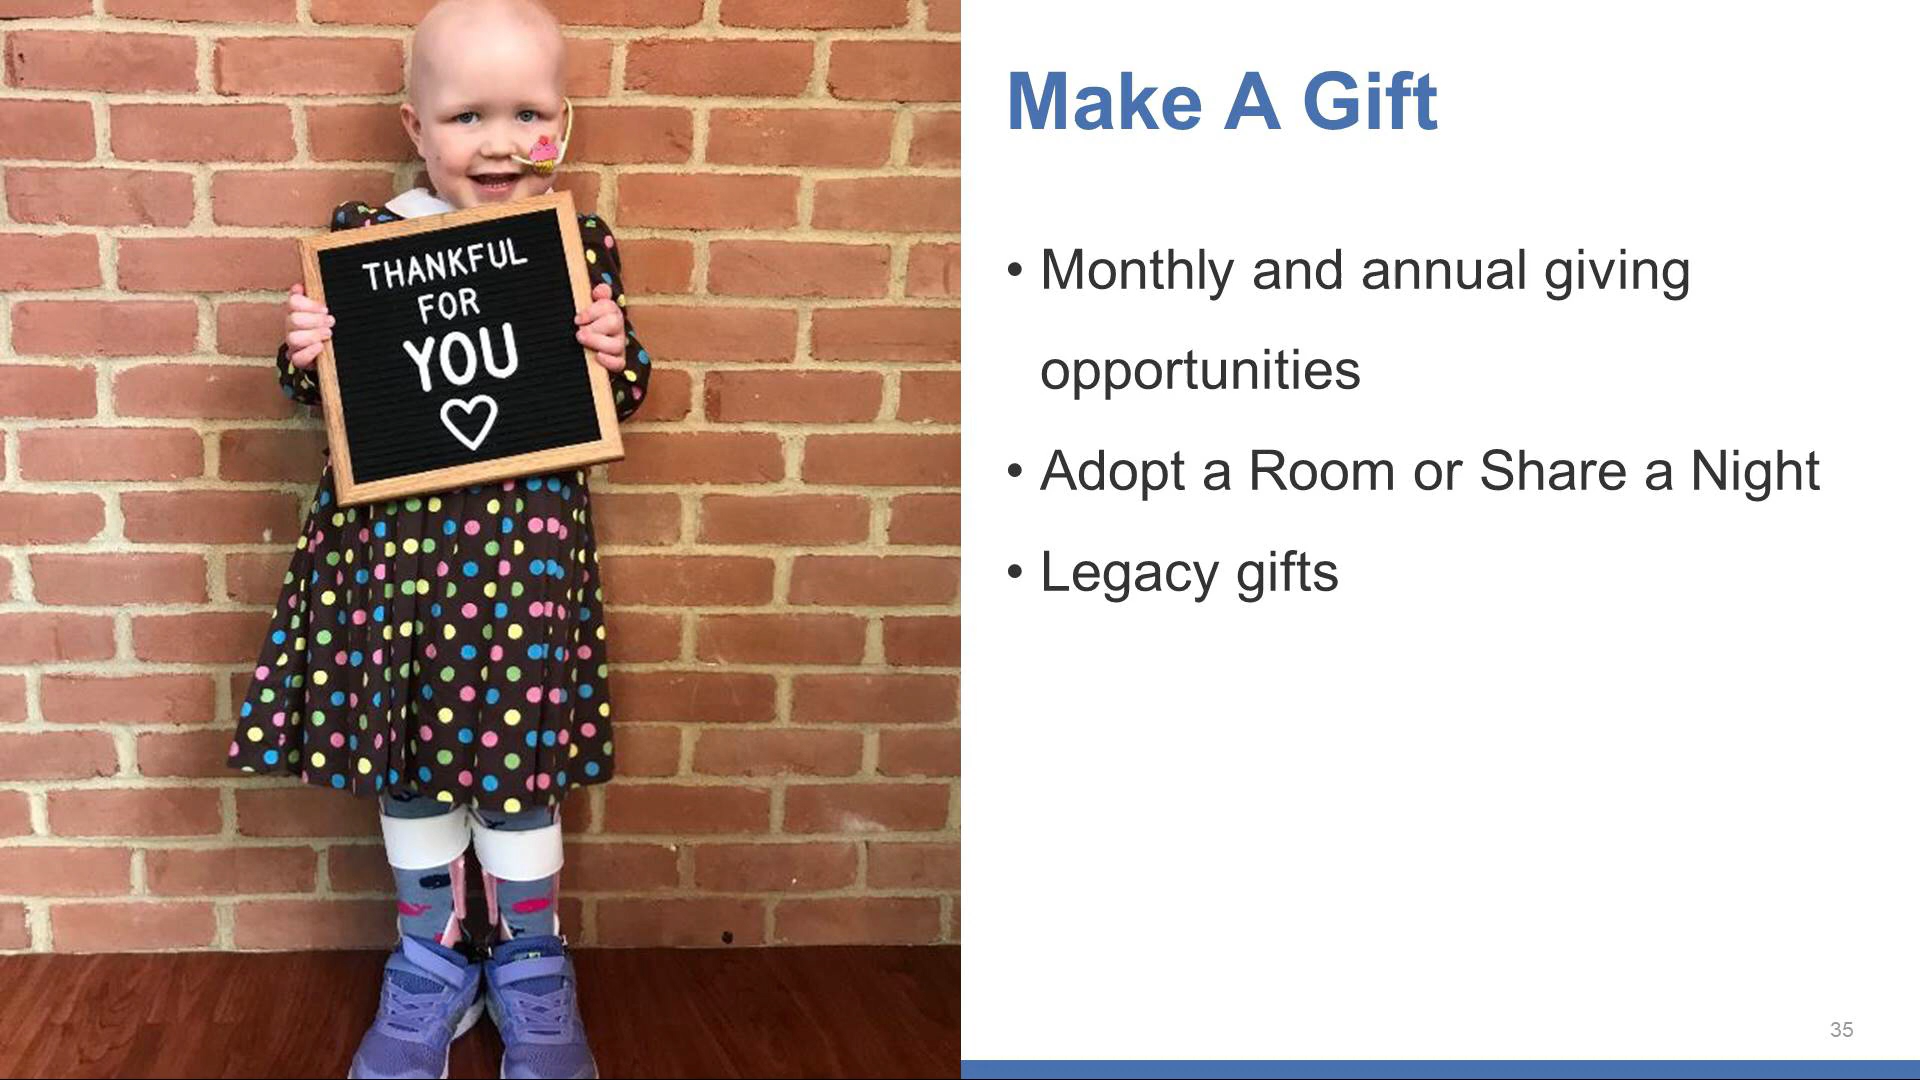 THANKFUL
FOR
YOU
Make A Gift
• Monthly and annual giving
opportunities
• Adopt a Room or Share a Night
• Legacy gifts
35